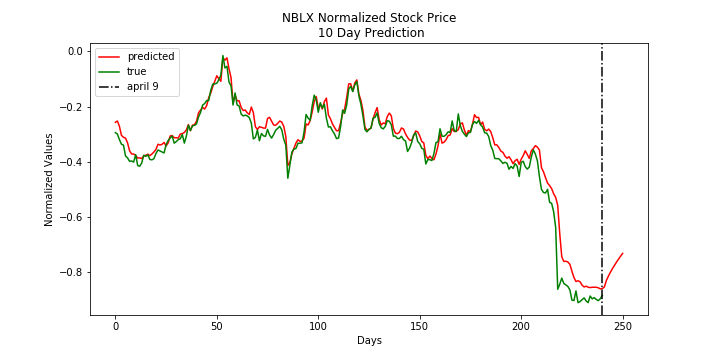 NBLX Normalized Stock Price
10 Day Prediction
predicted
true
april 9
Normalized Values
0.0
−0.2
−0.4
−0.6
−0.8
0
50
100
150
200
250
Days